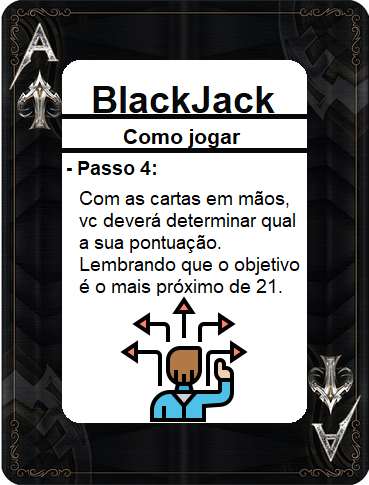 A
BlackJack
Como jogar
- Passo 4:
Com as cartas em mãos,
vc deverá determinar qual
a sua pontuação.
Lembrando que o objetivo
é o mais próximo de 21.
A